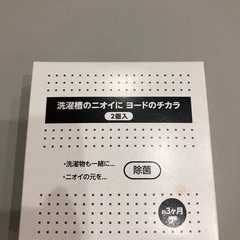 洗濯槽のニオイに ヨードのチカラ
2個入
・洗濯物も一緒に...
・ニオイの元を...
除菌
約3ヶ月